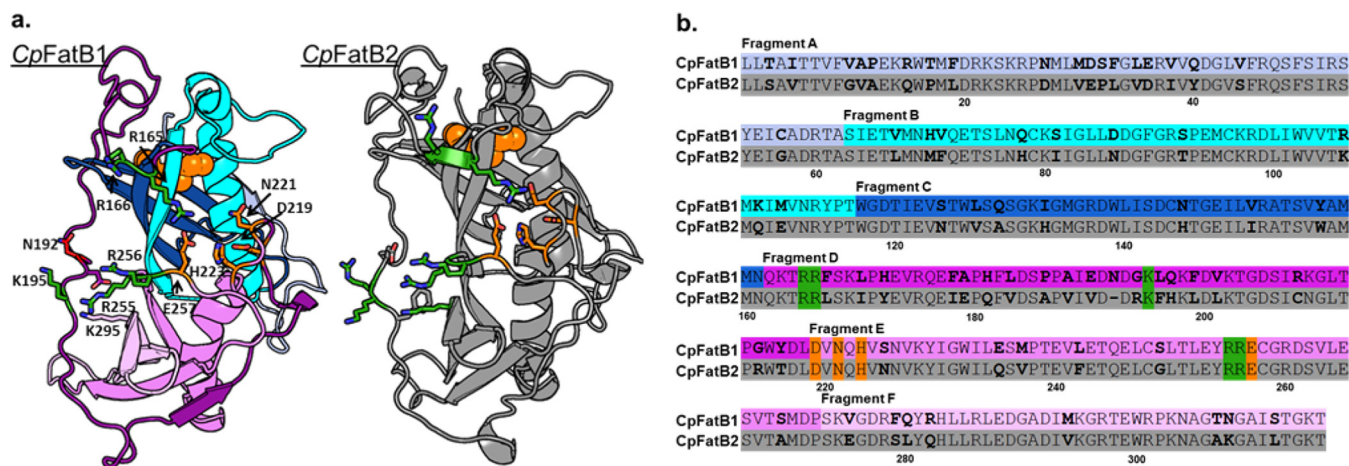 a.
CpFatB1
CpFatB2
R165
R166
N221
D219
N192
R256
H223
K195
R255
E257
K295
b.
Fragment A
CpFatB1 LLTAITTVFVAPEKRWTMFDRKSKRPNMLMDSFGLERVVQDGLVFRQSFSIRS
CpFatB2 LLSAVTTVFGVAEKQWPMLDRKSKRPDMLVEPLGVDRIVYDGVSFRQSFSIRS
20 40
Fragment B
CpFatB1 YEICADRTASIETVMNHVQETSLNQCKSIGLLDDGFGRSPEMCKRDLIWVVTR
CpFatB2 YEIGADRTASIETLMNMFQETSLNHCKIIGLLNDGFGRTPEMCKRDLIWVVTK
60 80 100
Fragment C
CpFatB1 MKIMVNRYPTWGDTIEVSTWLSQSGKIGMGRDWLISDCNTGEILVRATSVYAM
CpFatB2 MQIEVNRYPTWGDTIEVNTWVSASGKHGMGRDWLISDCHTGEILIRATSVWAM
120 140
Fragment D
CpFatB1 MNQKTRRFSKLPHEVRQEFAPHFLDSPPAIEDNDGKLQKFDVKTGDSIRKGLT
CpFatB2 MNQKTRRLSKIPYEVRQEIEPQFVDSAPVIVD-DRKFHKLDLKTGDSICNGLT
160 180 200
Fragment E
CpFatB1 PGWYDLDVNQHVSNVKYIGWILESMPTEVLETQELCSLTLEYRRECGRDSVLE
CpFatB2 PRWTDLDVNQHVNNVKYIGWILQSVPTEVFETQELCGLTLEYRRECGRDSVLE
220 240 260
Fragment F
CpFatB1 SVTSMDPSKVGDRFQYRHLLRLEDGADIMKGRTEWRPKNAGTNGAISTGKT
CpFatB2 SVTAMDPSKEGDRSLYQHLLRLEDGADIVKGRTEWRPKNAGAKGAILTGKT
280 300